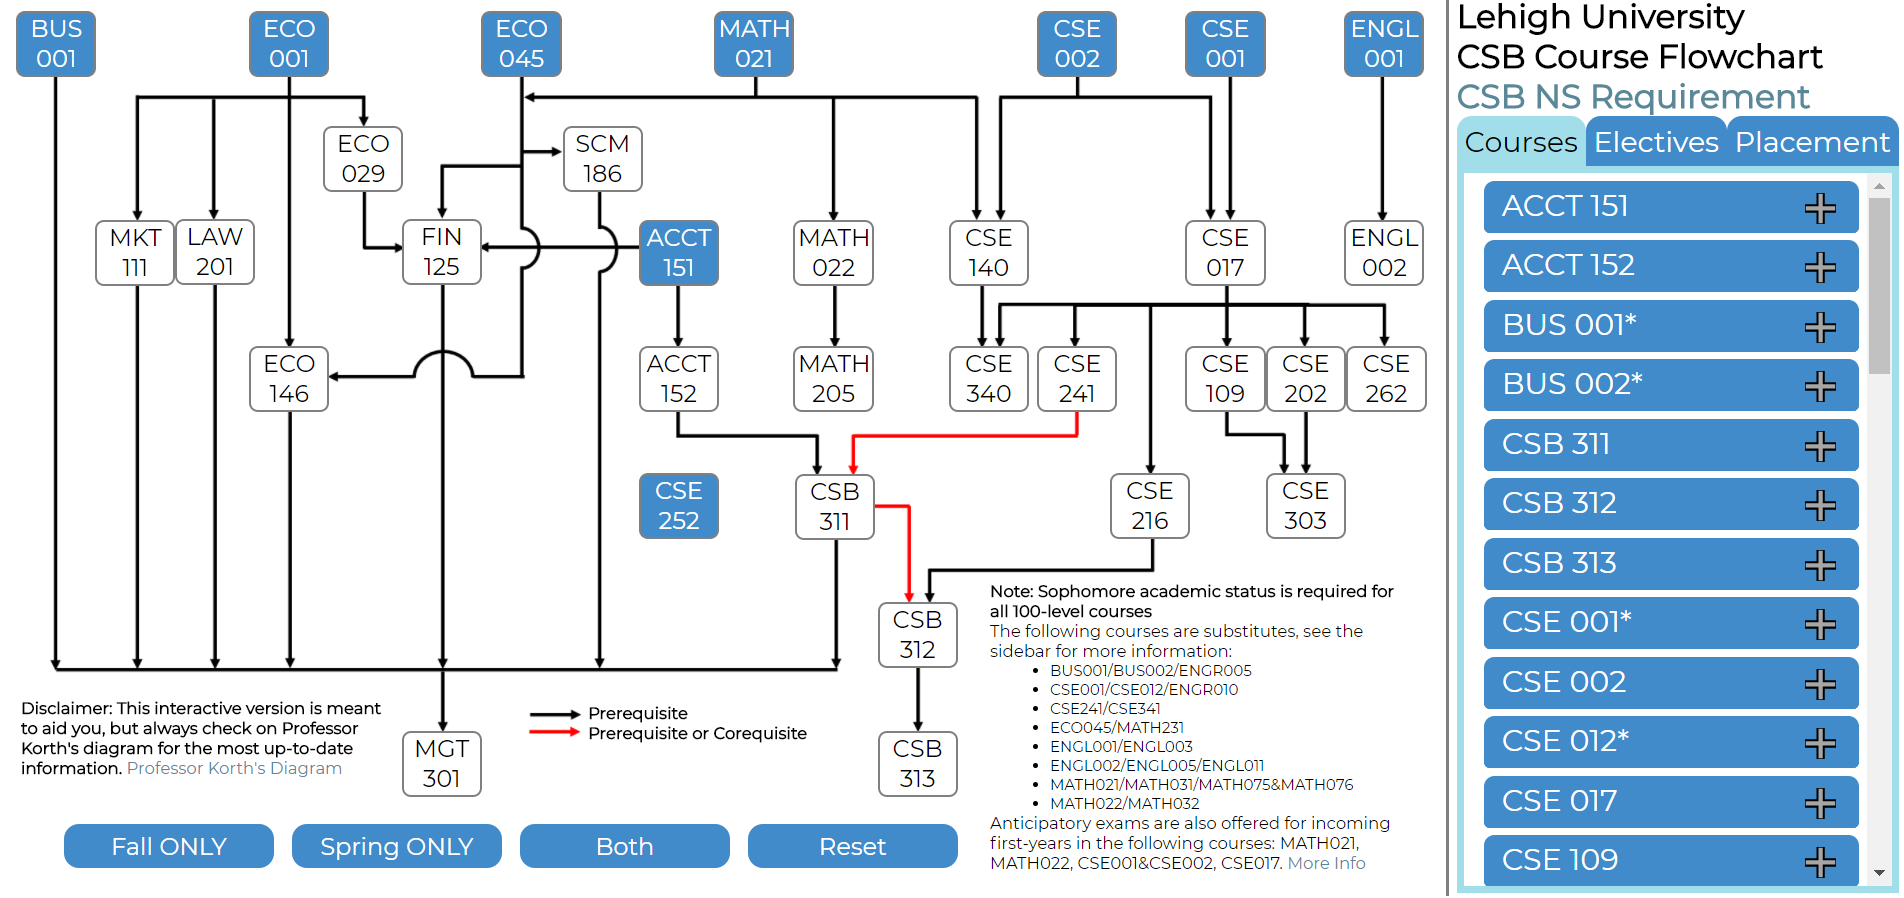 BUS
001
ECO
001
ECO
045
MATH
021
CSE
002
CSE
001
ENGL
001
ECO
029
SCM
186
MKT
111
LAW
201
FIN
125
ACCT
151
MATH
022
CSE
140
CSE
017
ENGL
002
ECO
146
ACCT
152
MATH
205
CSE
340
CSE
241
CSE
109
CSE
202
CSE
262
CSE
252
CSB
311
CSE
216
CSE
303
CSB
312
MGT
301
CSB
313
Disclaimer: This interactive version is meant
to aid you, but always check on Professor
Korth's diagram for the most up-to-date
information. Professor Korth's Diagram
Prerequisite
Prerequisite or Corequisite
Note: Sophomore academic status is required for
all 100-level courses
The following courses are substitutes, see the
sidebar for more information:
• BUS001/BUS002/ENGR005
• CSE001/CSE012/ENGR010
• CSE241/CSE341
• ECO045/MATH231
• ENGL001/ENGL003
• ENGL002/ENGL005/ENGL011
• MATH021/MATH031/MATH075&MATH076
• MATH022/MATH032
Anticipatory exams are also offered for incoming
first-years in the following courses: MATH021,
MATH022, CSE001&CSE002, CSE017. More Info
Fall ONLY
Spring ONLY
Both
Reset
Lehigh University
CSB Course Flowchart
CSB NS Requirement
Courses
Electives
Placement
ACCT 151
ACCT 152
BUS 001*
BUS 002*
CSB 311
CSB 312
CSB 313
CSE 001*
CSE 002
CSE 012*
CSE 017
CSE 109